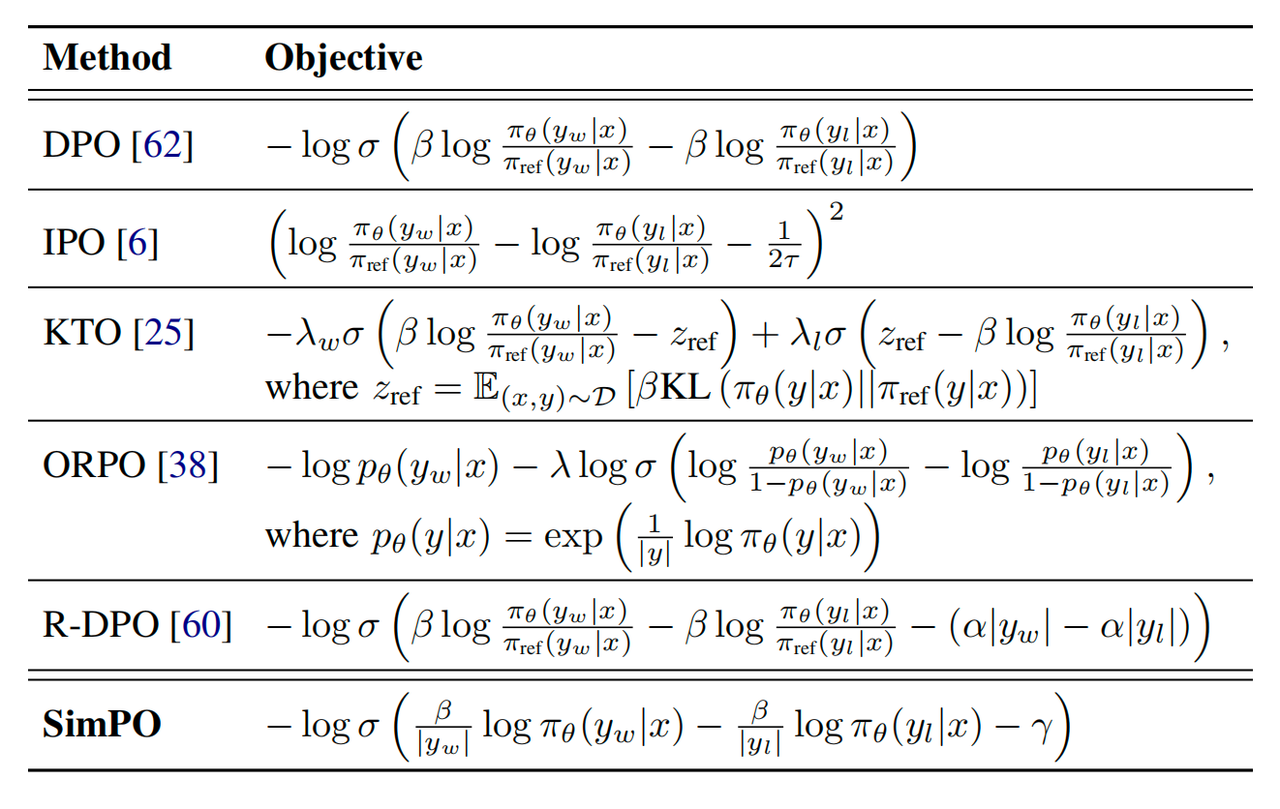 Method Objective
DPO [62] $-\log \sigma \left( \beta \log \frac{\pi_\theta(y_w|x)}{\pi_{\text{ref}}(y_w|x)} - \beta \log \frac{\pi_\theta(y_l|x)}{\pi_{\text{ref}}(y_l|x)} \right)$
IPO [6] $\left( \log \frac{\pi_\theta(y_w|x)}{\pi_{\text{ref}}(y_w|x)} - \log \frac{\pi_\theta(y_l|x)}{\pi_{\text{ref}}(y_l|x)} - \frac{1}{2\tau} \right)^2$
KTO [25] $-\lambda_w \sigma \left( \beta \log \frac{\pi_\theta(y_w|x)}{\pi_{\text{ref}}(y_w|x)} - z_{\text{ref}} \right) + \lambda_l \sigma \left( z_{\text{ref}} - \beta \log \frac{\pi_\theta(y_l|x)}{\pi_{\text{ref}}(y_l|x)} \right),$
where $z_{\text{ref}} = \mathbb{E}_{(x,y)\sim\mathcal{D}} \left[ \beta \text{KL} \left( \pi_\theta(y|x) || \pi_{\text{ref}}(y|x) \right) \right]$
ORPO [38] $-\log p_\theta(y_w|x) - \lambda \log \sigma \left( \log \frac{p_\theta(y_w|x)}{1-p_\theta(y_w|x)} - \log \frac{p_\theta(y_l|x)}{1-p_\theta(y_l|x)} \right),$
where $p_\theta(y|x) = \exp \left( \frac{1}{|y|} \log \pi_\theta(y|x) \right)$
R-DPO [60] $-\log \sigma \left( \beta \log \frac{\pi_\theta(y_w|x)}{\pi_{\text{ref}}(y_w|x)} - \beta \log \frac{\pi_\theta(y_l|x)}{\pi_{\text{ref}}(y_l|x)} - (\alpha|y_w| - \alpha|y_l|) \right)$
SimPO $-\log \sigma \left( \frac{\beta}{|y_w|} \log \pi_\theta(y_w|x) - \frac{\beta}{|y_l|} \log \pi_\theta(y_l|x) - \gamma \right)$